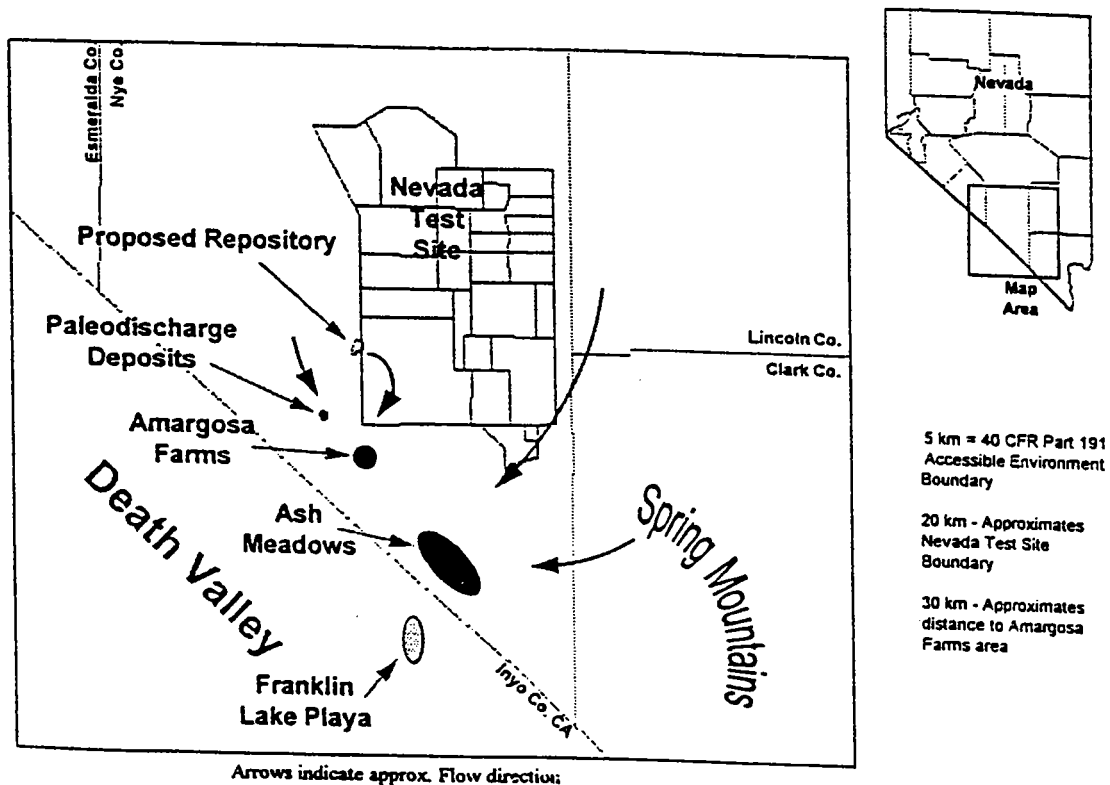 Esmeralda Co.
Nye Co.
Nevada
Test
Site
Proposed Repository
Paleodischarge
Deposits
Amargosa
Farms
Ash
Meadows
Death Valley
Franklin
Lake Playa
Inyo Co. CA
Spring Mountains
Lincoln Co.
Clark Co.
Nevada
Map
Area
5 km = 40 CFR Part 191
Accessible Environment
Boundary
20 km - Approximates
Nevada Test Site
Boundary
30 km - Approximates
distance to Amargosa
Farms area
Arrows indicate approx. Flow direction